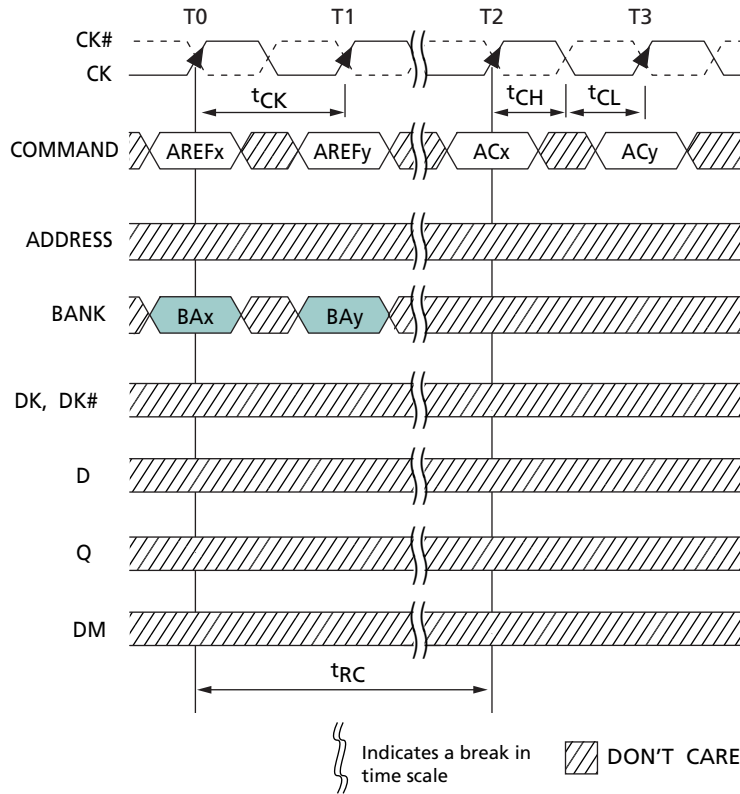 T0 T1 T2 T3
CK#
CK
tCK tCH tCL
COMMAND AREFx AREFy ACx ACy
ADDRESS
BANK BAx BAy
DK, DK#
D
Q
DM
tRC
Indicates a break in
time scale
DON'T CARE